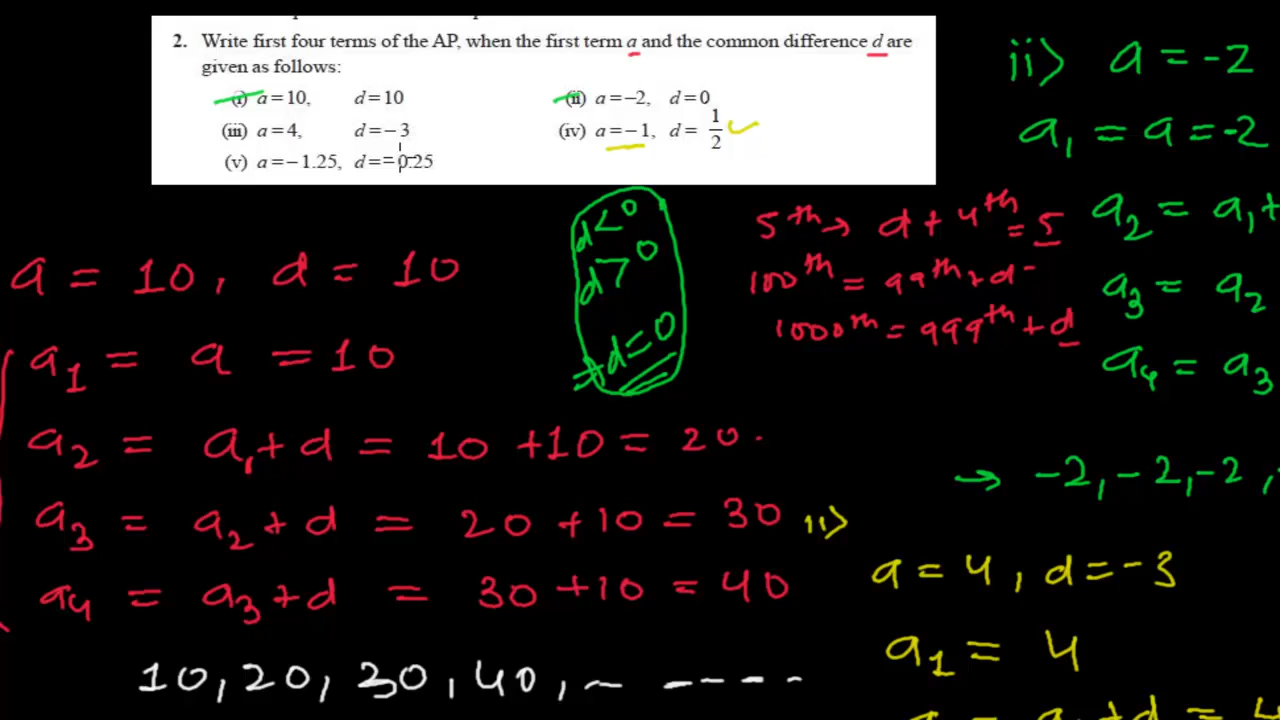 2. Write first four terms of the AP, when the first term a and the common difference d are
given as follows:
(i) a=10, d=10 (ii) a=−2, d=0
(iii) a=4, d=−3 (iv) a=−1, d= 1/2
(v) a=−1.25, d=−0.25
ii) a = -2
a1 = a = -2
a2 = a1+
a3 = a2
a4 = a3
→ -2, -2, -2,
d<0
d>0
d=0
5th → d + 4th = 5
100th = 99th + d
1000th = 999th + d
a = 10, d = 10
a1 = a = 10
a2 = a1+ d = 10 +10 = 20.
a3 = a2 + d = 20 +10 = 30
a4 = a3+d = 30 +10 = 40
10, 20, 30, 40, ~ ----
ii)
a = 4, d = -3
a1 = 4